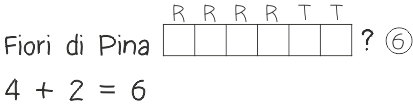 R R R R T T
Fiori di Pina ? 6
4 + 2 = 6